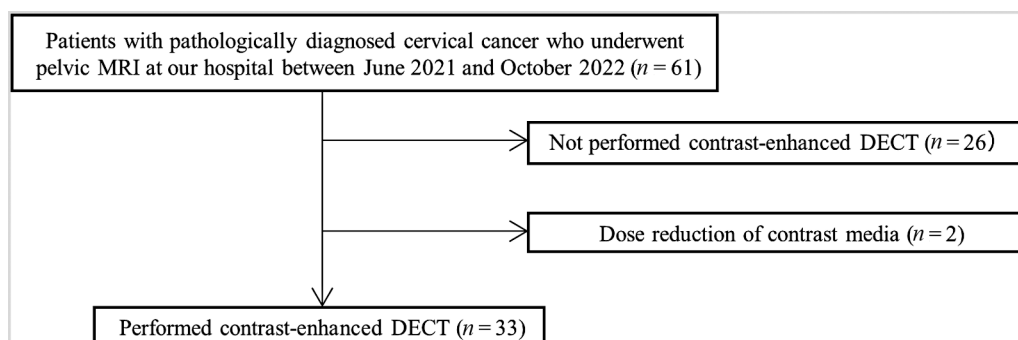 Patients with pathologically diagnosed cervical cancer who underwent
pelvic MRI at our hospital between June 2021 and October 2022 (n = 61)
Not performed contrast-enhanced DECT (n = 26)
Dose reduction of contrast media (n = 2)
Performed contrast-enhanced DECT (n = 33)